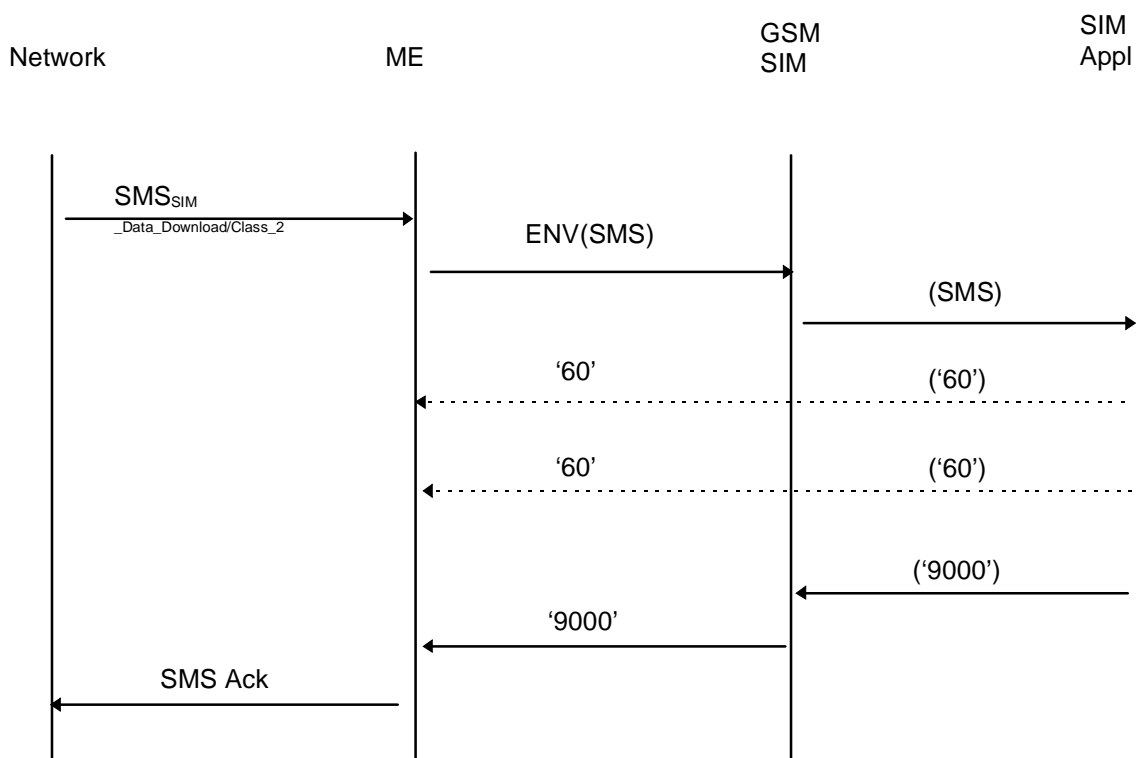 Network
ME
GSM
SIM
SIM
Appl
SMSSIM
_Data_Download/Class_2
ENV(SMS)
(SMS)
‘60’
(‘60’)
‘60’
(‘60’)
(‘9000’)
‘9000’
SMS Ack